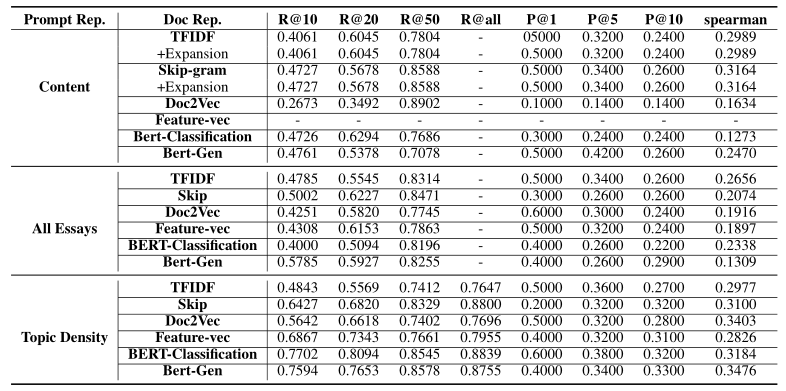 Prompt Rep. Doc Rep. R@10 R@20 R@50 R@all P@1 P@5 P@10 spearman
TFIDF 0.4061 0.6045 0.7804 - 05000 0.3200 0.2400 0.2989
+Expansion 0.4061 0.6045 0.7804 - 0.5000 0.3200 0.2400 0.2989
Skip-gram 0.4727 0.5678 0.8588 - 0.5000 0.3400 0.2600 0.3164
+Expansion 0.4727 0.5678 0.8588 - 0.5000 0.3400 0.2600 0.3164
Content Doc2Vec 0.2673 0.3492 0.8902 - 0.1000 0.1400 0.1400 0.1634
Feature-vec - - - - - - - -
Bert-Classification 0.4726 0.6294 0.7686 - 0.3000 0.2400 0.2400 0.1273
Bert-Gen 0.4761 0.5378 0.7078 - 0.5000 0.4200 0.2600 0.2470
TFIDF 0.4785 0.5545 0.8314 - 0.5000 0.3400 0.2600 0.2656
Skip 0.5002 0.6227 0.8471 - 0.3000 0.2600 0.2600 0.2074
Doc2Vec 0.4251 0.5820 0.7745 - 0.6000 0.3000 0.2400 0.1916
All Essays Feature-vec 0.4308 0.6153 0.7863 - 0.5000 0.3200 0.2400 0.1897
BERT-Classification 0.4000 0.5094 0.8196 - 0.4000 0.2600 0.2200 0.2338
Bert-Gen 0.5785 0.5927 0.8255 - 0.4000 0.2600 0.2900 0.1309
TFIDF 0.4843 0.5569 0.7412 0.7647 0.5000 0.3600 0.2700 0.2977
Skip 0.6427 0.6820 0.8329 0.8800 0.2000 0.3200 0.3200 0.3100
Doc2Vec 0.5642 0.6618 0.7402 0.7696 0.5000 0.3200 0.2800 0.3403
Topic Density Feature-vec 0.6867 0.7343 0.7661 0.7955 0.4000 0.3200 0.3100 0.2826
BERT-Classification 0.7702 0.8094 0.8545 0.8839 0.6000 0.3800 0.3200 0.3184
Bert-Gen 0.7594 0.7653 0.8578 0.8755 0.4000 0.3400 0.3300 0.3476